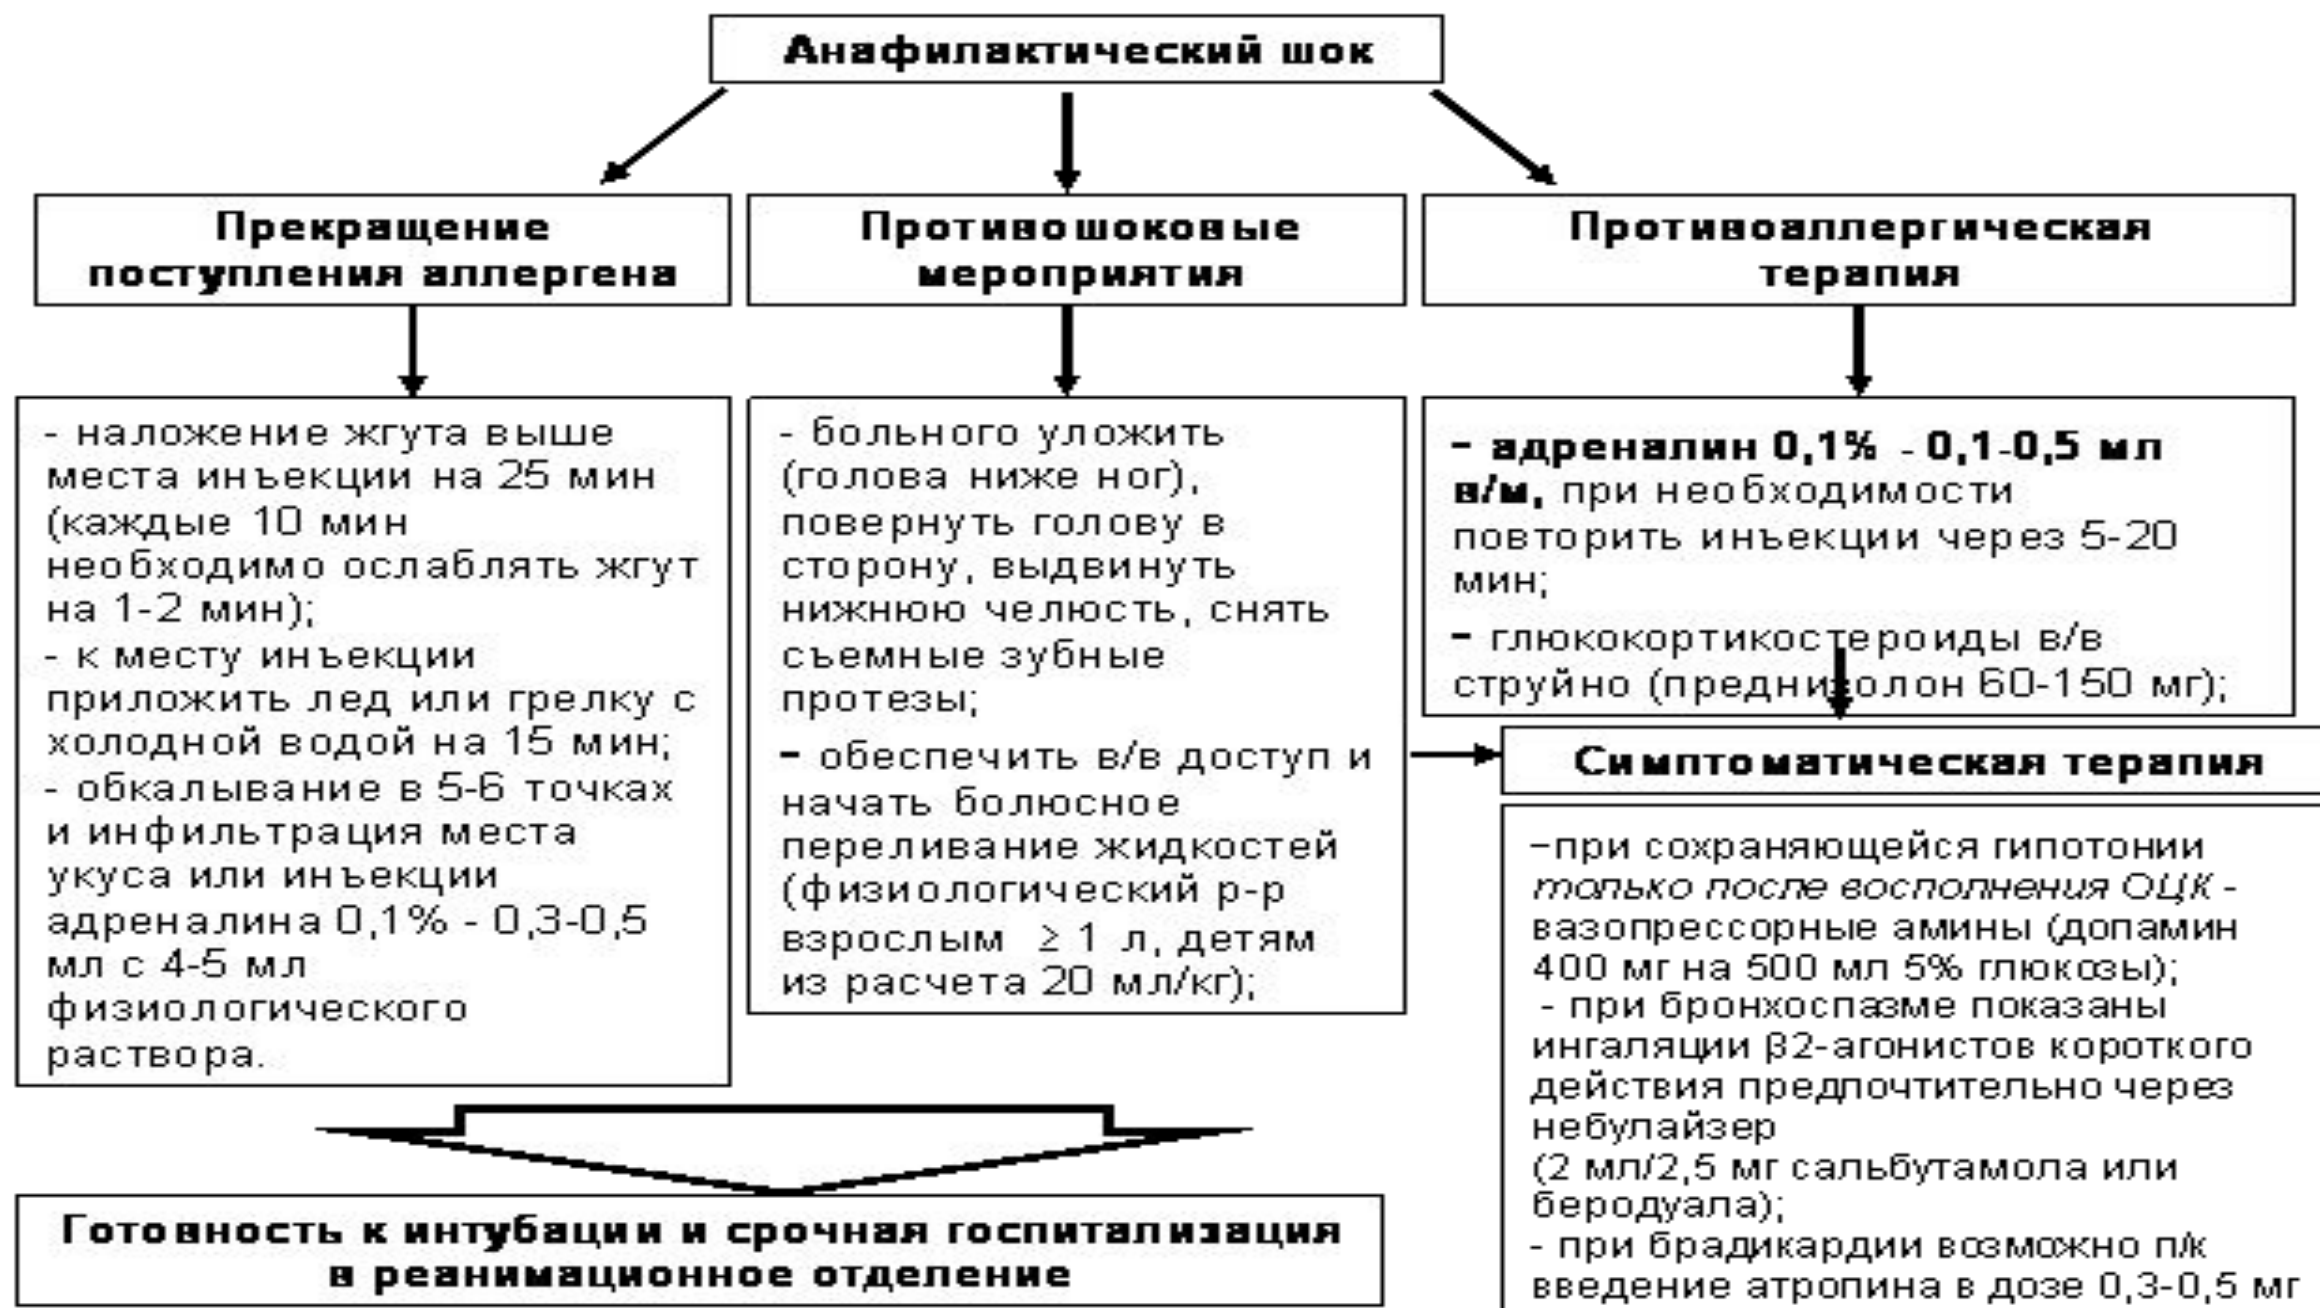 Анафилактический шок
Прекращение
поступления аллергена
Противошоковые
мероприятия
Противоаллергическая
терапия
- наложение жгута выше
места инъекции на 25 мин
(каждые 10 мин
необходимо ослаблять жгут
на 1-2 мин);
- к месту инъекции
приложить лед или грелку с
холодной водой на 15 мин;
- обкалывание в 5-6 точках
и инфильтрация места
укуса или инъекции
адреналина 0,1% - 0,3-0,5
мл с 4-5 мл
физиологического
раствора.
- больного уложить
(голова ниже ног),
повернуть голову в
сторону, выдвинуть
нижнюю челюсть, снять
съемные зубные
протезы;
- обеспечить в/в доступ и
начать болюсное
переливание жидкостей
(физиологический р-р
взрослым ≥ 1 л, детям
из расчета 20 мл/кг);
- адреналин 0,1% - 0,1-0,5 мл
в/м, при необходимости
повторить инъекции через 5-20
мин;
- глюкокортикостероиды в/в
струйно (преднизолон 60-150 мг);
Симптоматическая терапия
-при сохраняющейся гипотонии
только после восполнения ОЦК -
вазопрессорные амины (допамин
400 мг на 500 мл 5% глюкозы);
- при бронхоспазме показаны
ингаляции β2-агонистов короткого
действия предпочтительно через
небулайзер
(2 мл/2,5 мг сальбутамола или
беродуала);
- при брадикардии возможно п/к
введение атропина в дозе 0,3-0,5 мг
Готовность к интубации и срочная госпитализация
в реанимационное отделение